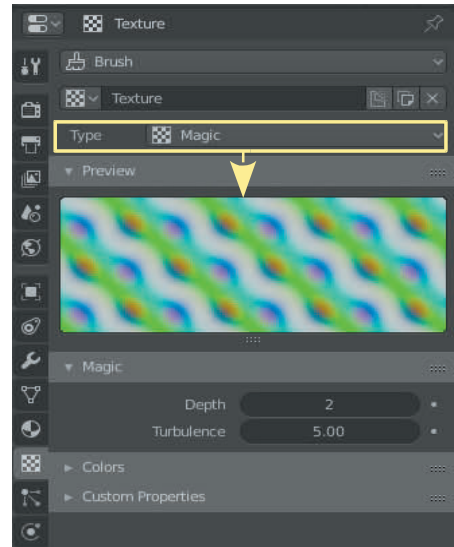 Texture
Brush
Texture
Type Magic
Preview
Magic
Depth 2
Turbulence 5.00
Colors
Custom Properties